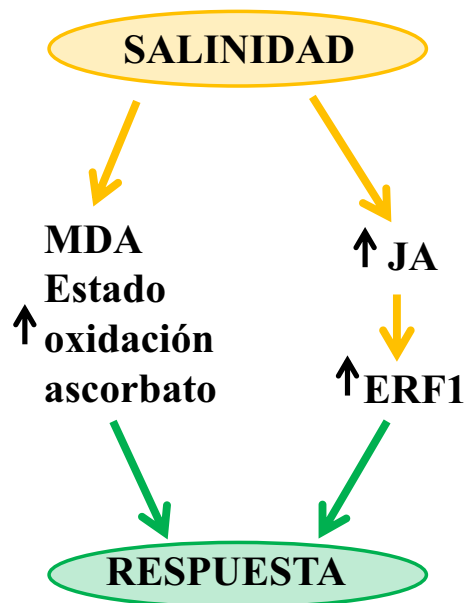 SALINIDAD
MDA
Estado
oxidación
ascorbato
↑ JA
↑ERF1
RESPUESTA